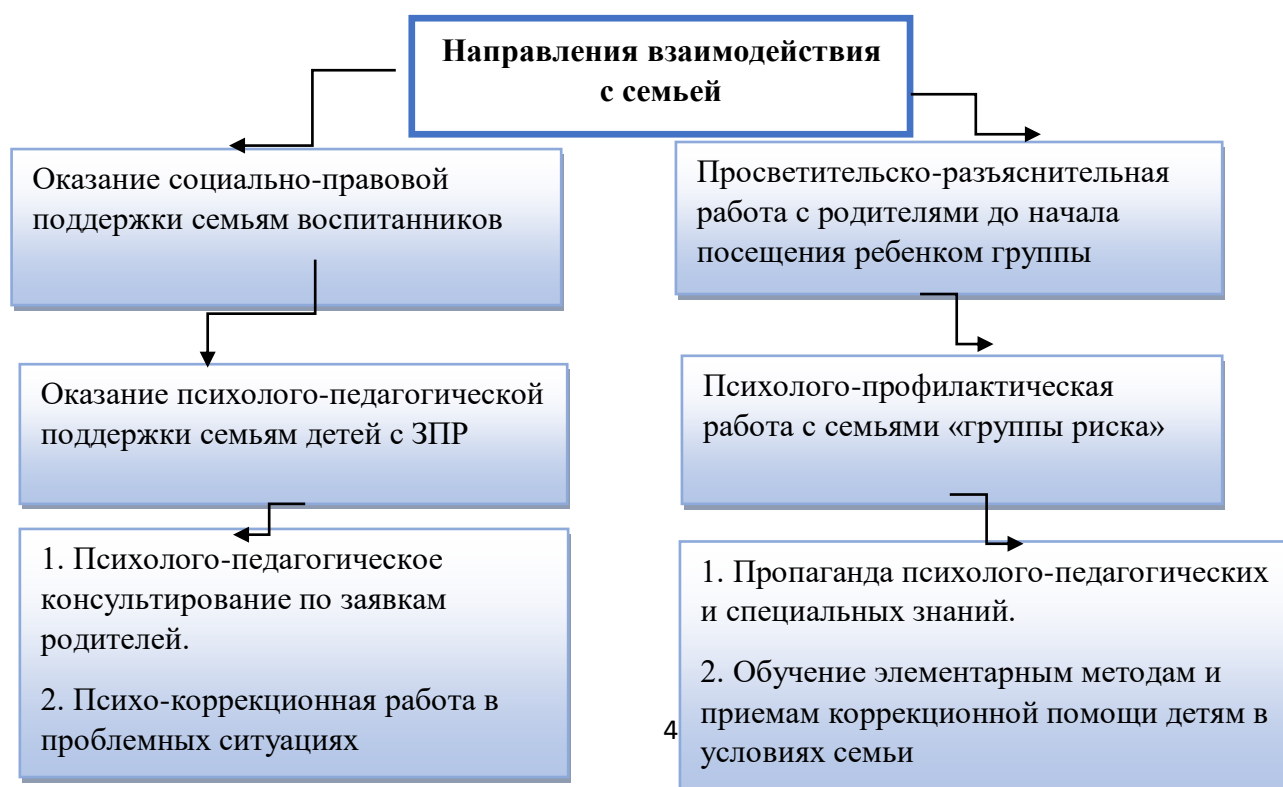 Направления взаимодействия
с семьей
Оказание социально-правовой
поддержки семьям воспитанников
Просветительско-разъяснительная
работа с родителями до начала
посещения ребенком группы
Оказание психолого-педагогической
поддержки семьям детей с ЗПР
Психолого-профилактическая
работа с семьями «группы риска»
1. Психолого-педагогическое
консультирование по заявкам
родителей.
2. Психо-коррекционная работа в
проблемных ситуациях
1. Пропаганда психолого-педагогических
и специальных знаний.
2. Обучение элементарным методам и
приемам коррекционной помощи детям в
условиях семьи
4